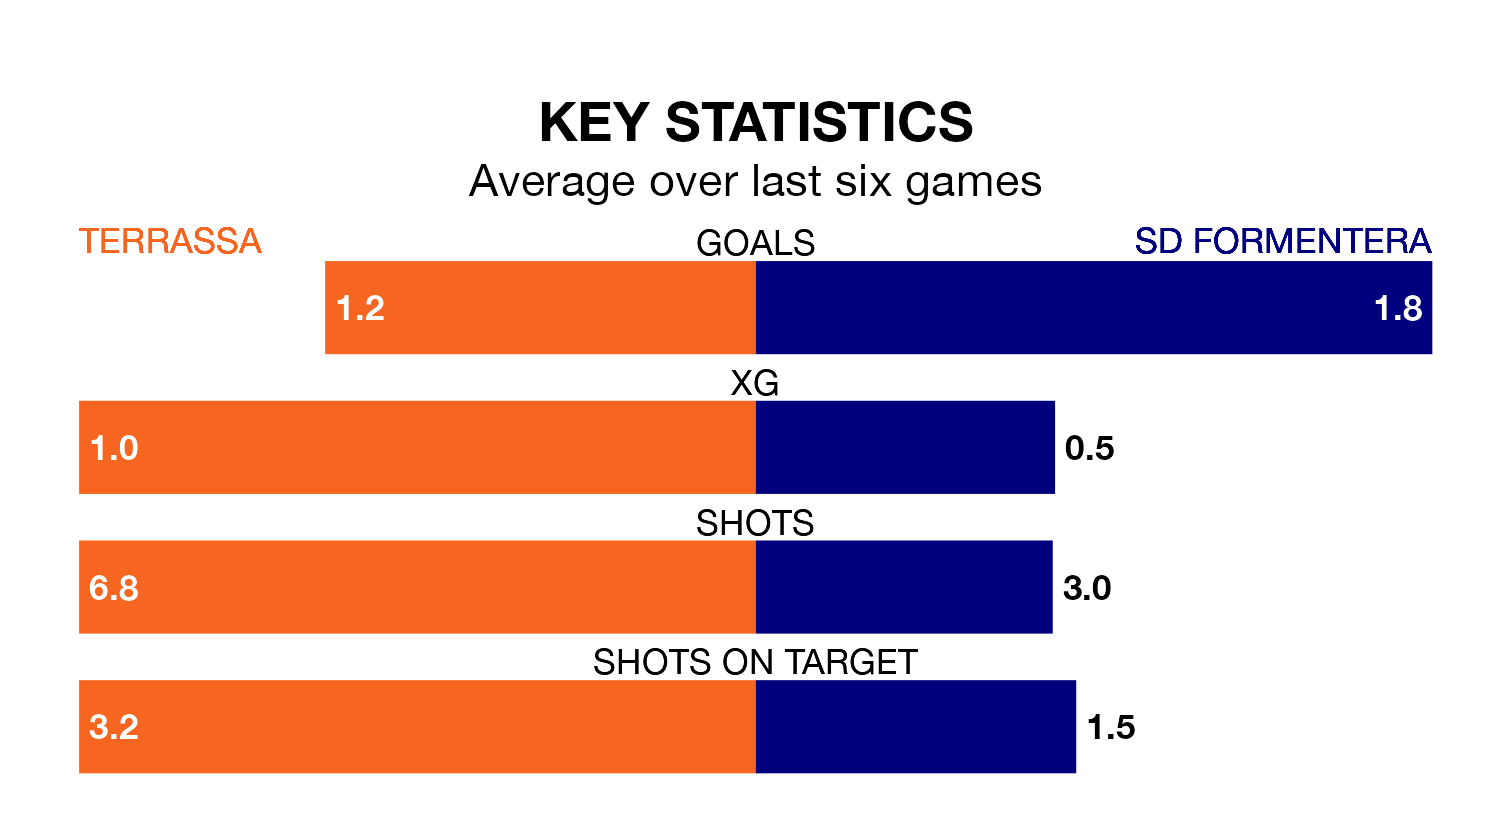 KEY STATISTICS
Average over last six games
TERRASSA
GOALS
SD FORMENTERA
1.2
1.8
XG
1.0
0.5
SHOTS
6.8
3.0
SHOTS ON TARGET
3.2
1.5